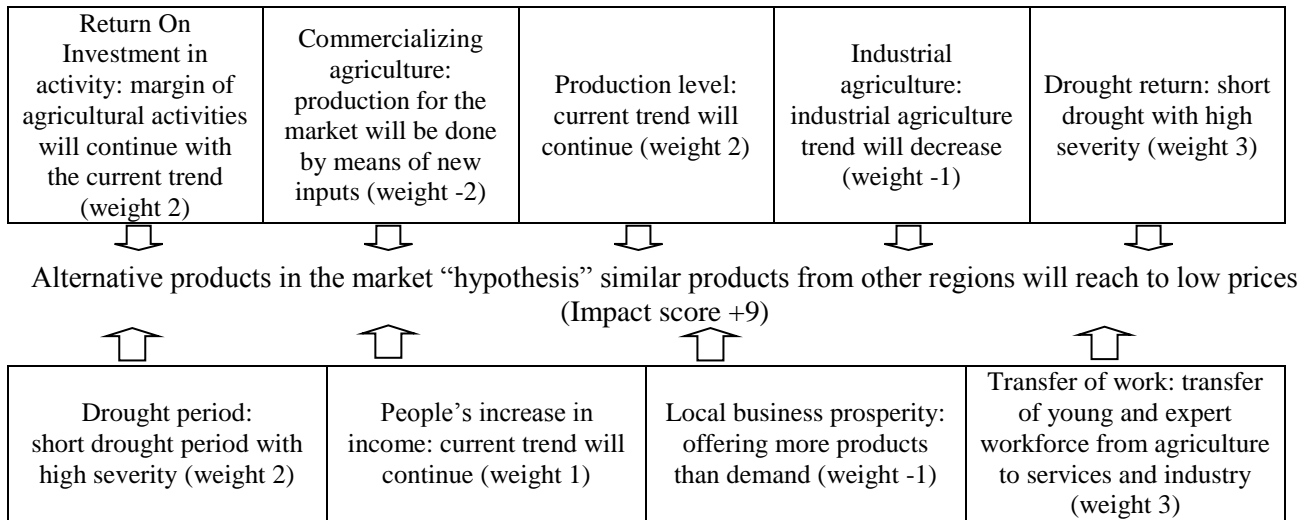 Return On
Investment in
activity: margin of
agricultural activities
will continue with
the current trend
(weight 2)
Commercializing
agriculture:
production for the
market will be done
by means of new
inputs (weight -2)
Production level:
current trend will
continue (weight 2)
Industrial
agriculture:
industrial agriculture
trend will decrease
(weight -1)
Drought return: short
drought with high
severity (weight 3)
Alternative products in the market “hypothesis” similar products from other regions will reach to low prices
(Impact score +9)
Drought period:
short drought period with
high severity (weight 2)
People’s increase in
income: current trend will
continue (weight 1)
Local business prosperity:
offering more products
than demand (weight -1)
Transfer of work: transfer
of young and expert
workforce from agriculture
to services and industry
(weight 3)